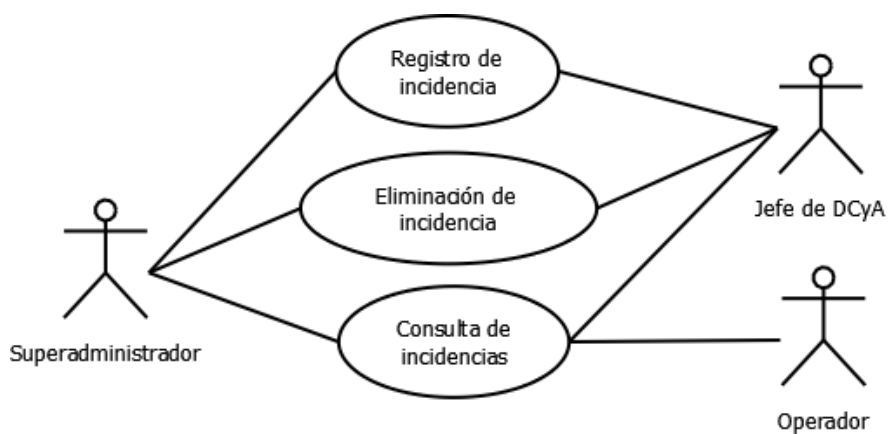 Registro de
incidencia
Eliminación de
incidencia
Jefe de DCyA
Superadministrador
Consulta de
incidencias
Operador